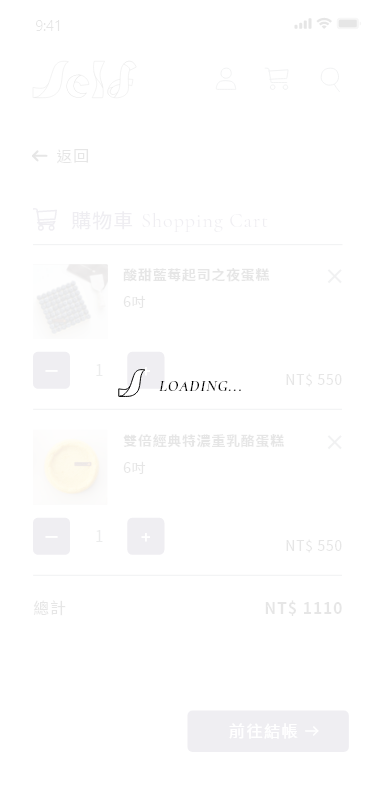 9:41
Self
← 返回
購物車 Shopping Cart
酸甜藍莓起司之夜蛋糕
6吋
1
NT$ 550
LOADING...
雙倍經典特濃重乳酪蛋糕
6吋
1
NT$ 550
總計
NT$ 1110
前往結帳 →